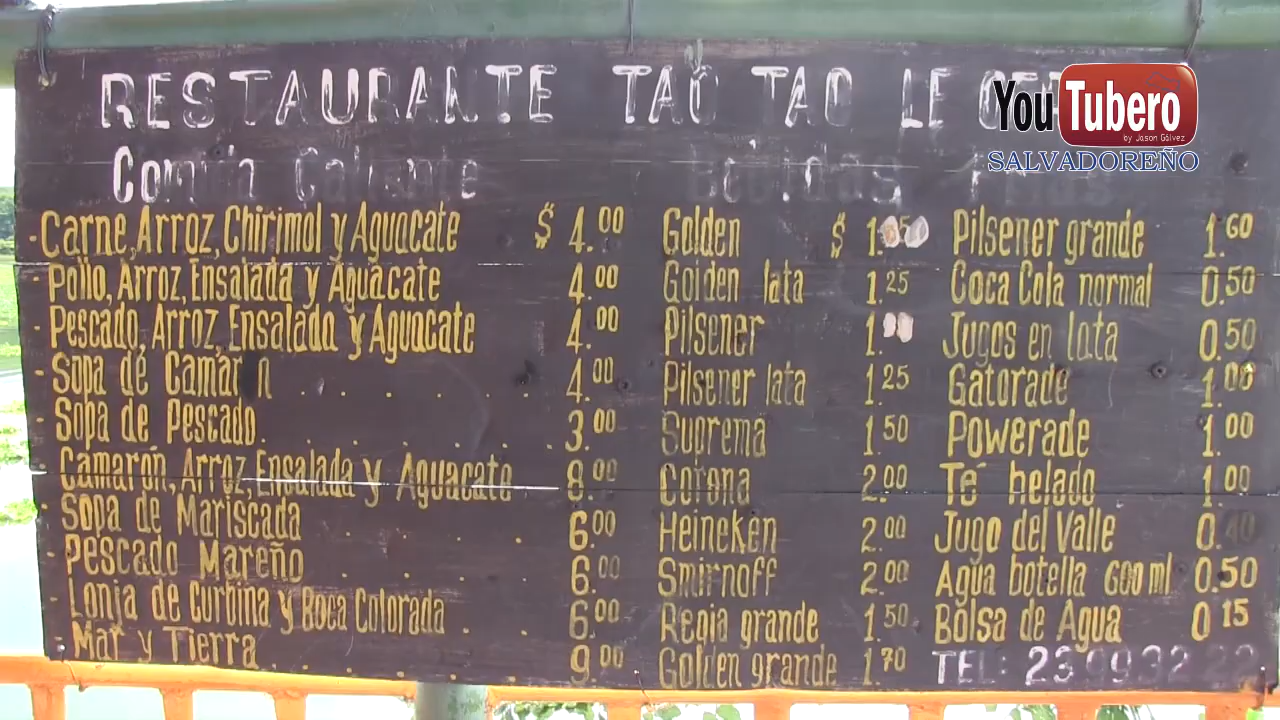 RESTAURANTE TAO TAO LE
YouTubero
by Jason Gálvez
SALVADOREÑO
Comida Caliente
Bebidas Frias
-Carne, Arroz, Chirimol y Aguacate $ 4.00
-Pollo, Arroz, Ensalada y Aguacate 4.00
-Pescado, Arroz, Ensalada y Aguacate 4.00
-Sopa de Camarón . . . . . . 4.00
-Sopa de Pescado. . . . . . 3.00
-Camarón, Arroz, Ensalada y Aguacate 8.00
-Sopa de Mariscada . . . . 6.00
-Pescado Mareño . . . . . 6.00
-Lonja de Curbina y Boca Colorada . . 6.00
-Mar y Tierra. . . . . . 9.00
Golden $ 1.
Golden lata 1.25
Pilsener 1.
Pilsener lata 1.25
Suprema 1.50
Corona 2.00
Heineken 2.00
Smirnoff 2.00
Regia grande 1.50
Golden grande 1.70
Pilsener grande 1.60
Coca Cola normal 0.50
Jugos en lata 0.50
Gatorade 1.00
Powerade 1.00
Té helado 1.00
Jugo del Valle 0.
Agua botella 600 ml 0.50
Bolsa de Agua 0.15
TEL: